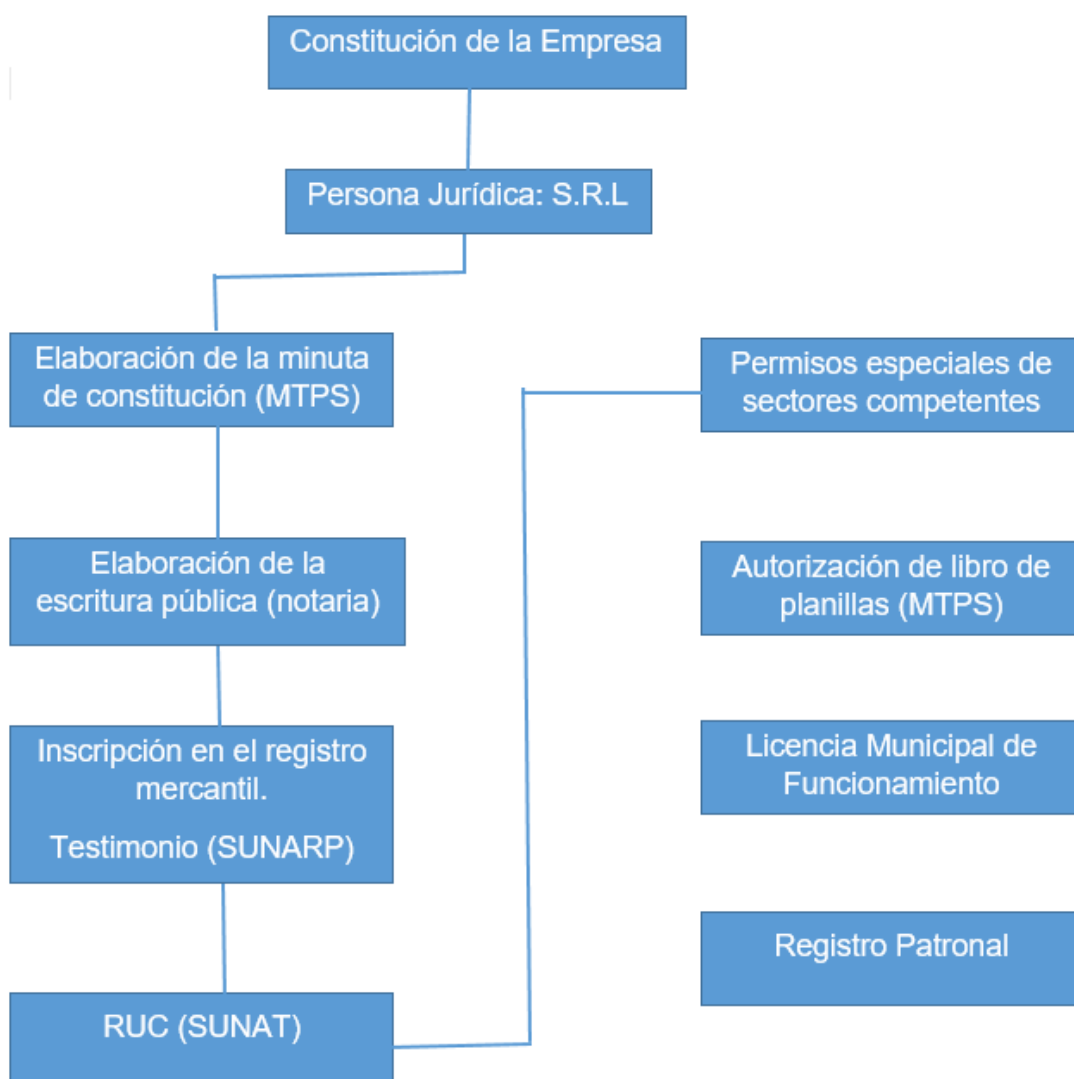 Constitución de la Empresa
Persona Jurídica: S.R.L
Elaboración de la minuta
de constitución (MTPS)
Elaboración de la
escritura pública (notaria)
Inscripción en el registro
mercantil.
Testimonio (SUNARP)
RUC (SUNAT)
Permisos especiales de
sectores competentes
Autorización de libro de
planillas (MTPS)
Licencia Municipal de
Funcionamiento
Registro Patronal